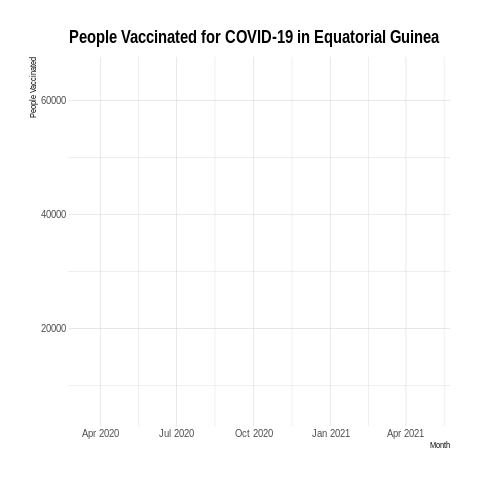 People Vaccinated for COVID-19 in Equatorial Guinea
People Vaccinated
60000
40000
20000
Apr 2020 Jul 2020 Oct 2020 Jan 2021 Apr 2021
Month